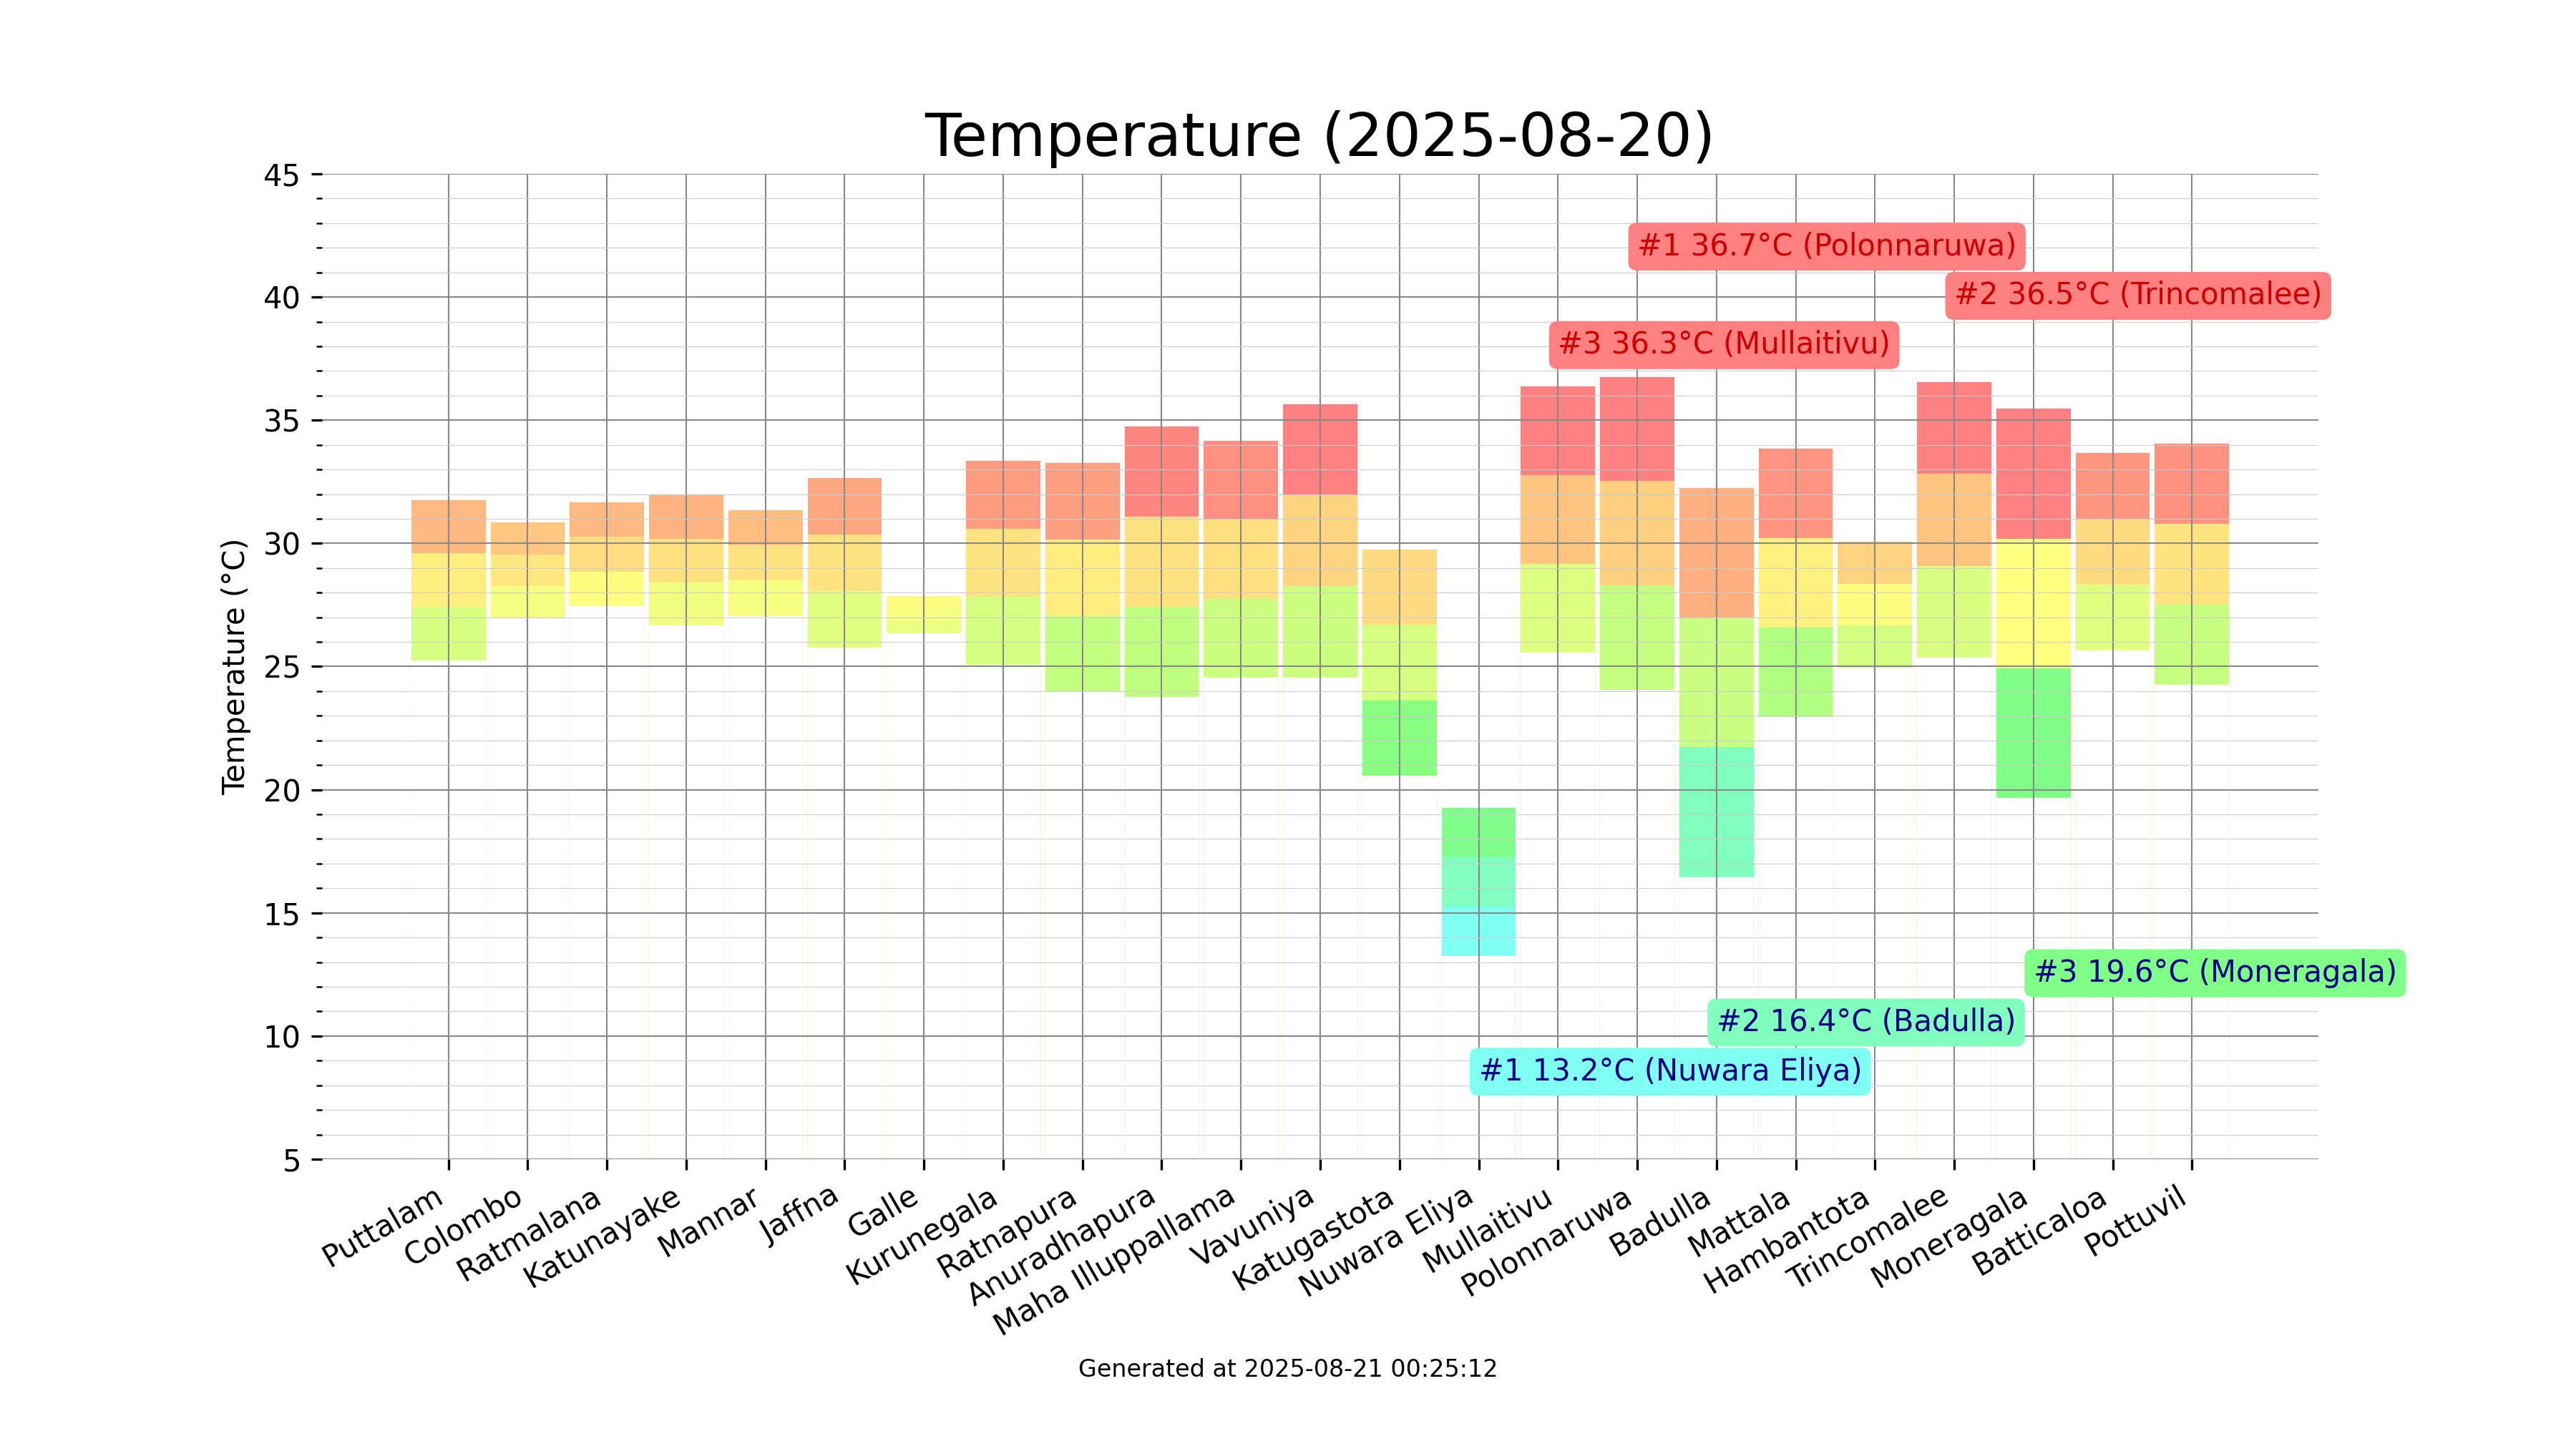 Temperature (2025-08-20)
45
40
35
30
25
20
15
10
5
Temperature (°C)
#1 36.7°C (Polonnaruwa)
#2 36.5°C (Trincomalee)
#3 36.3°C (Mullaitivu)
#3 19.6°C (Moneragala)
#2 16.4°C (Badulla)
#1 13.2°C (Nuwara Eliya)
Puttalam
Colombo
Ratmalana
Katunayake
Mannar
Jaffna
Galle
Kurunegala
Ratnapura
Anuradhapura
Maha Illuppallama
Vavuniya
Katugastota
Nuwara Eliya
Mullaitivu
Polonnaruwa
Badulla
Mattala
Hambantota
Trincomalee
Moneragala
Batticaloa
Pottuvil
Generated at 2025-08-21 00:25:12